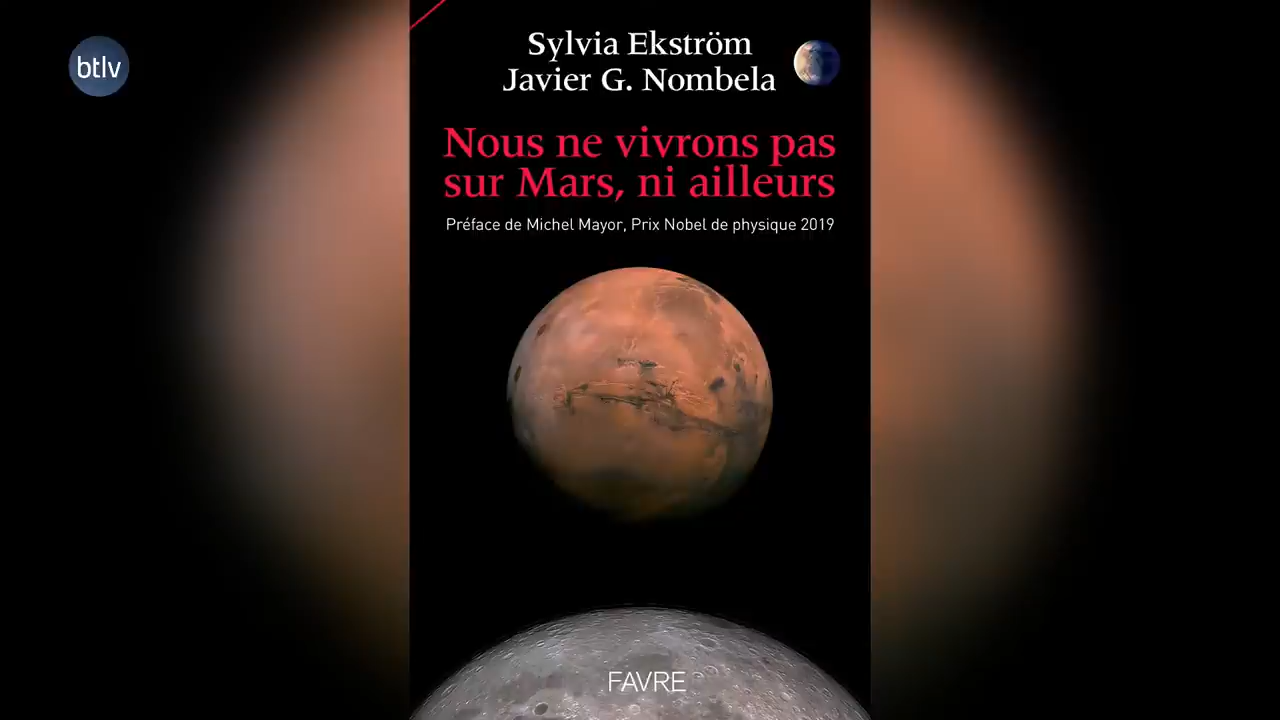 btlv
Sylvia Ekström
Javier G. Nombela
Nous ne vivrons pas
sur Mars, ni ailleurs
Préface de Michel Mayor, Prix Nobel de physique 2019
FAVRE